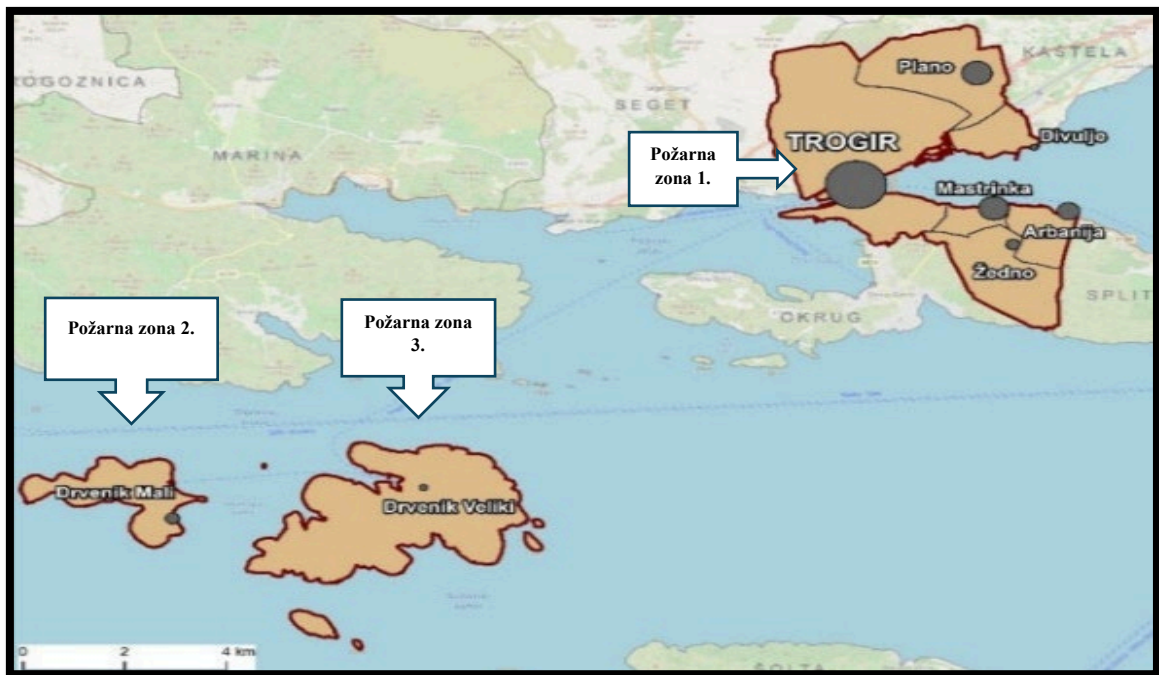 ROGOZNICA
KAŠTELA
Plano
SEGET
TROGIR
Divulje
MARINA
Požarna
zona 1.
Mastrinka
Arbanija
Žedno
SPLIT
OKRUG
Požarna zona 2.
Požarna zona
3.
Drvenik Mali
Drvenik Veliki
0 2 4 km
ŠOLTA